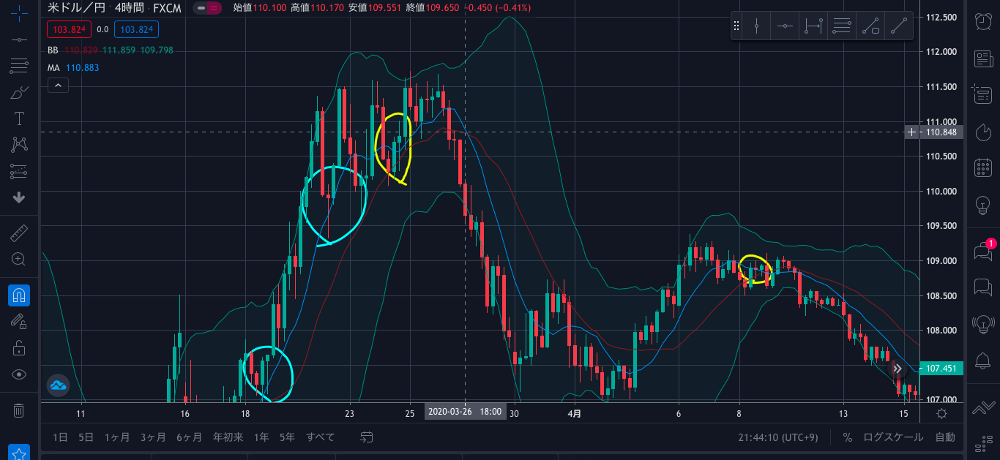 米ドル／円 · 4時間 · FXCM 始値110.100 高値110.170 安値109.551 終値109.650 −0.450 (−0.41%)
103.824 0.0 103.824
BB 110.829 111.859 109.798
MA 110.883
T
112.500
112.000
111.500
111.000
110.848
110.500
110.000
109.500
109.000
108.500
108.000
107.451
107.000
1
11 16 18 23 25 2020-03-26 18:00 30 4月 6 8 13 15
1日 5日 1ヶ月 3ヶ月 6ヶ月 年初来 1年 5年 すべて 21:44:10 (UTC+9) % ログスケール 自動